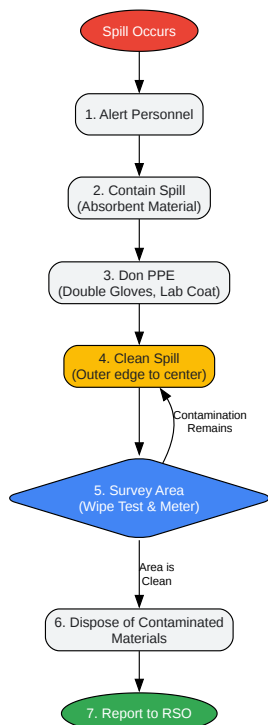 Spill Occurs
1. Alert Personnel
2. Contain Spill
(Absorbent Material)
3. Don PPE
(Double Gloves, Lab Coat)
4. Clean Spill
(Outer edge to center)
Contamination
Remains
5. Survey Area
(Wipe Test & Meter)
Area is
Clean
6. Dispose of Contaminated
Materials
7. Report to RSO